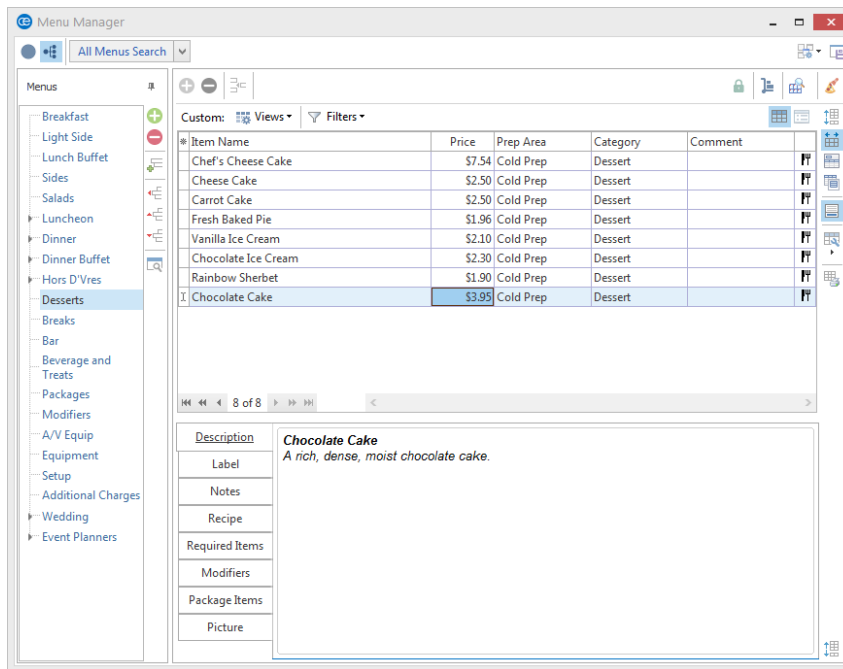 Menu Manager
All Menus Search
Menus
Breakfast
Light Side
Lunch Buffet
Sides
Salads
Luncheon
Dinner
Dinner Buffet
Hors D'Vres
Desserts
Breaks
Bar
Beverage and
Treats
Packages
Modifiers
A/V Equip
Equipment
Setup
Additional Charges
Wedding
Event Planners
Custom: Views Filters
Item Name Price Prep Area Category Comment
Chef's Cheese Cake $7.54 Cold Prep Dessert
Cheese Cake $2.50 Cold Prep Dessert
Carrot Cake $2.50 Cold Prep Dessert
Fresh Baked Pie $1.96 Cold Prep Dessert
Vanilla Ice Cream $2.10 Cold Prep Dessert
Chocolate Ice Cream $2.30 Cold Prep Dessert
Rainbow Sherbet $1.90 Cold Prep Dessert
Chocolate Cake $3.95 Cold Prep Dessert
8 of 8
Description
Label
Notes
Recipe
Required Items
Modifiers
Package Items
Picture
Chocolate Cake
A rich, dense, moist chocolate cake.